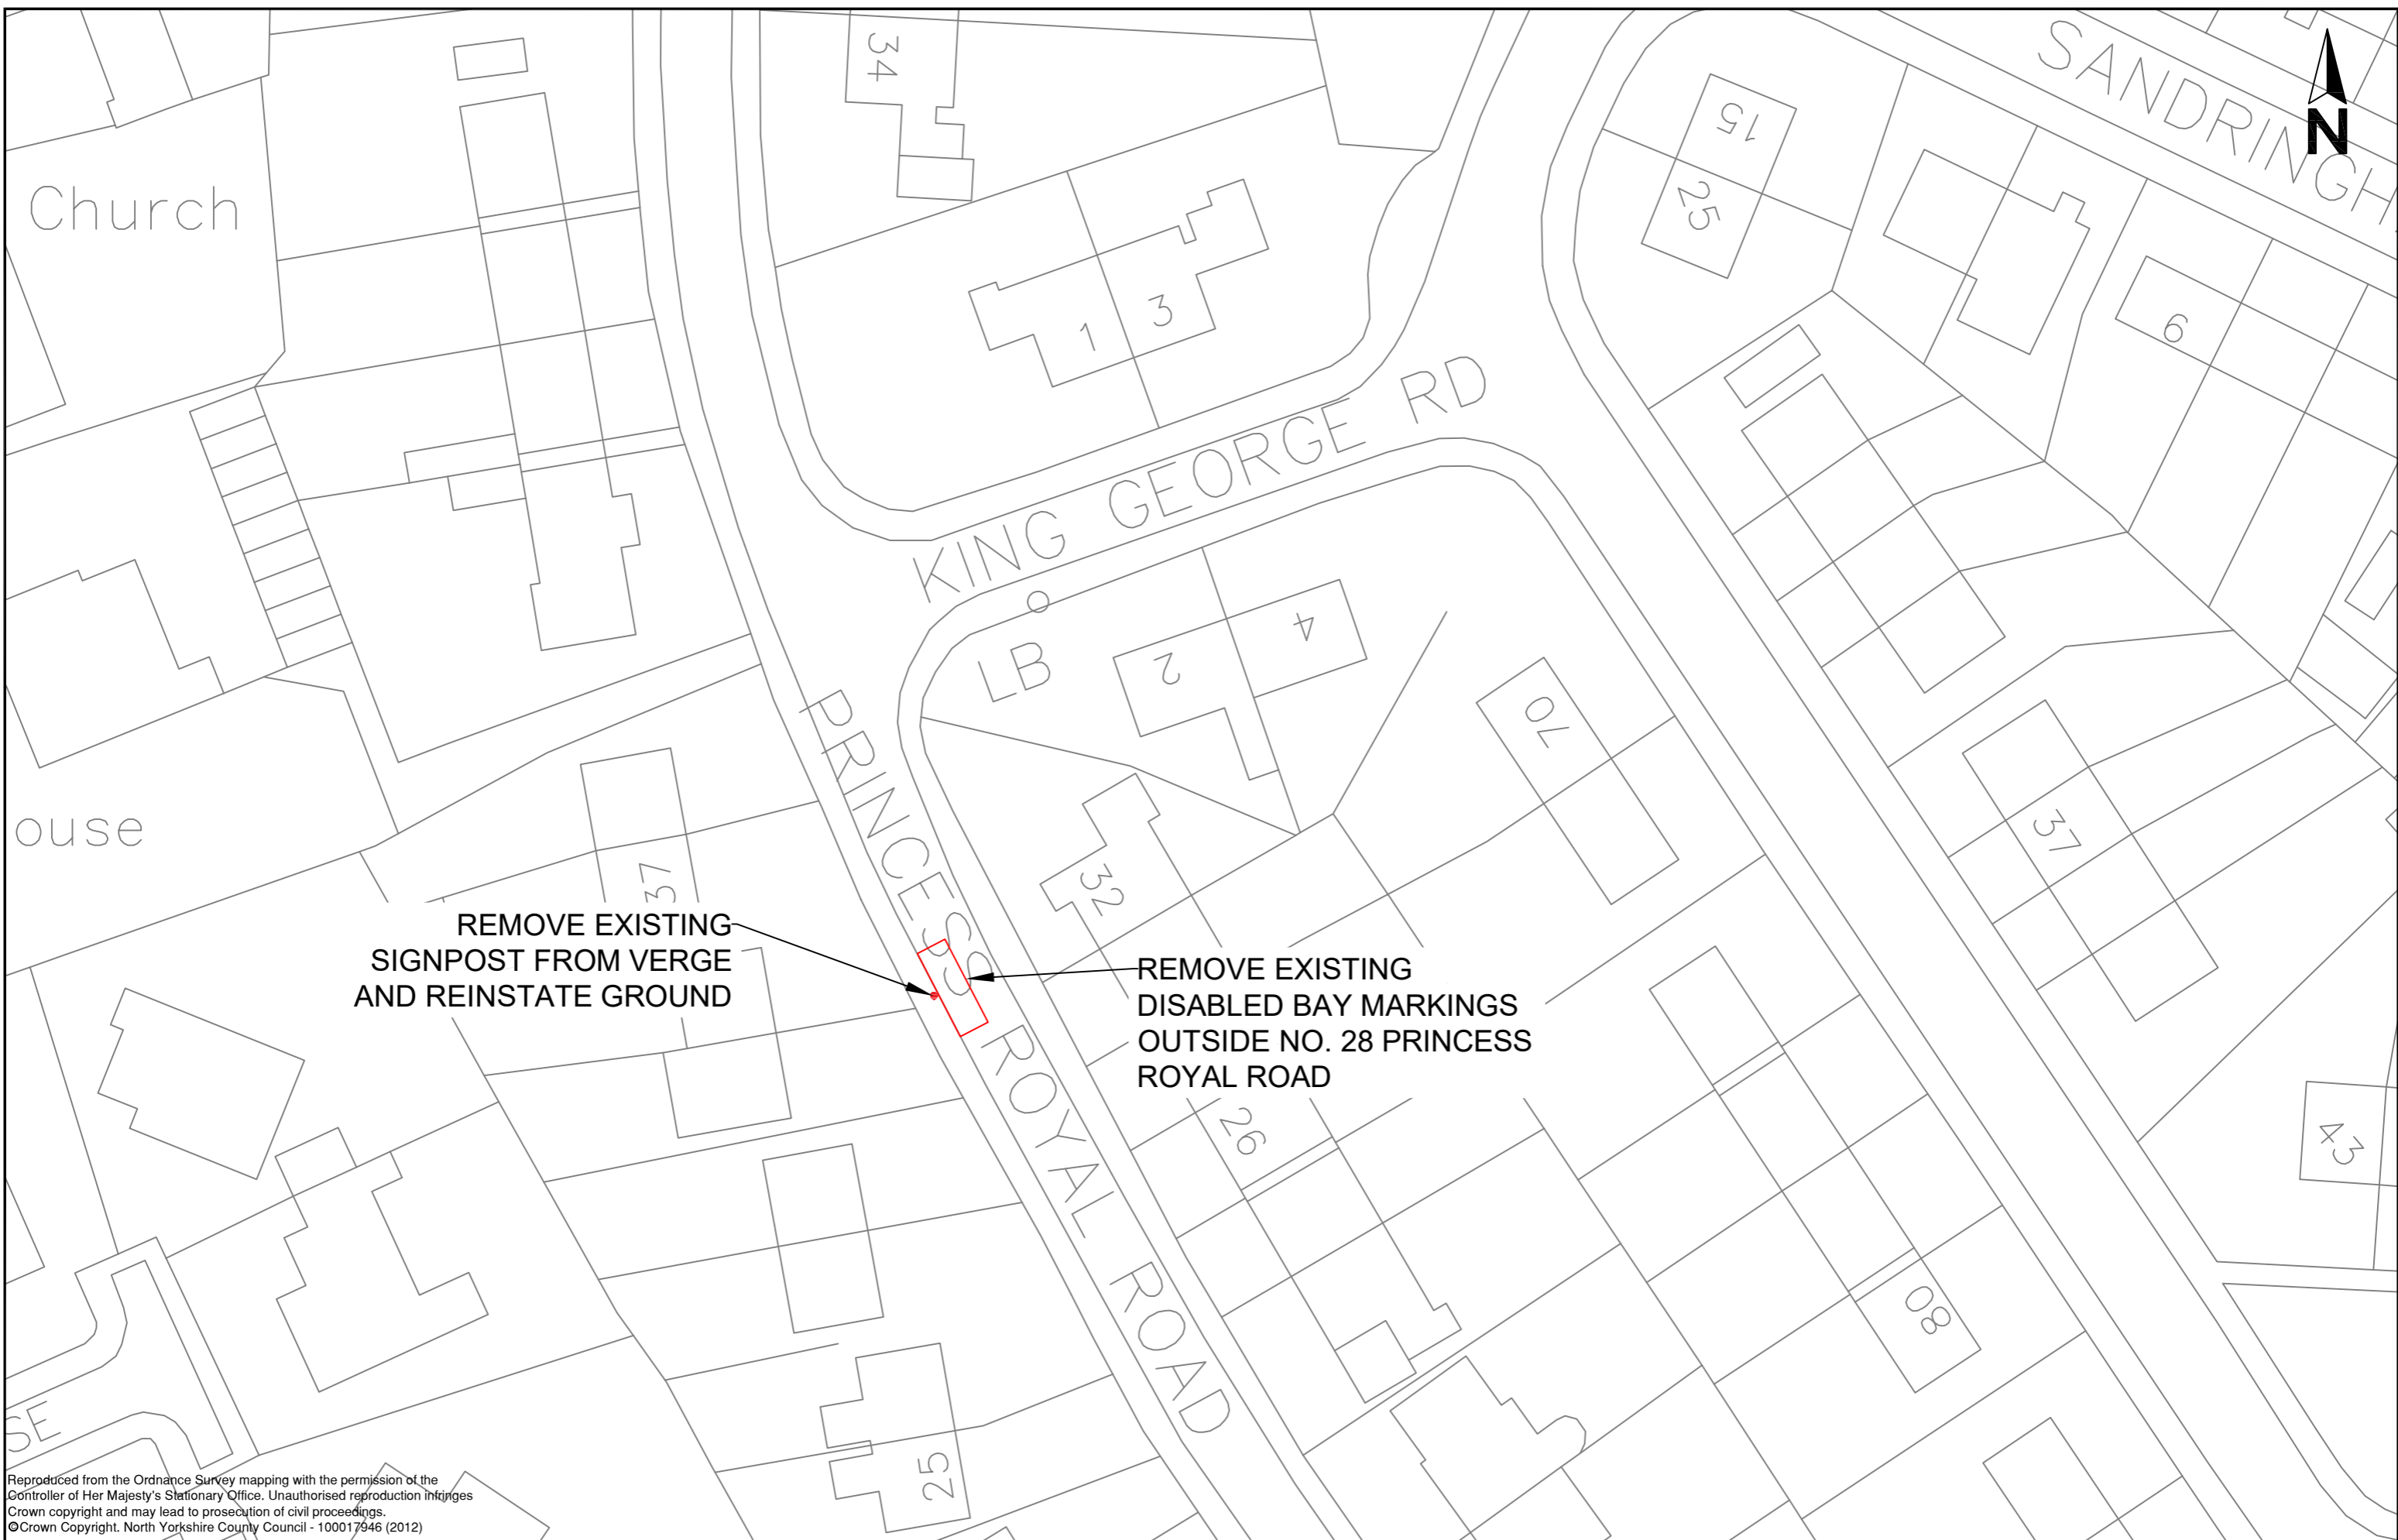 34
SANDRINGH
N
15
25
Church
6
1
3
KING GEORGE RD
LB
2
4
70
PRINCESS ROYAL ROAD
ouse
37
32
37
REMOVE EXISTING
SIGNPOST FROM VERGE
AND REINSTATE GROUND
REMOVE EXISTING
DISABLED BAY MARKINGS
OUTSIDE NO. 28 PRINCESS
ROYAL ROAD
26
43
80
SE
25
Reproduced from the Ordnance Survey mapping with the permission of the
Controller of Her Majesty's Stationary Office. Unauthorised reproduction infringes
Crown copyright and may lead to prosecution of civil proceedings.
©Crown Copyright. North Yorkshire County Council - 100017946 (2012)